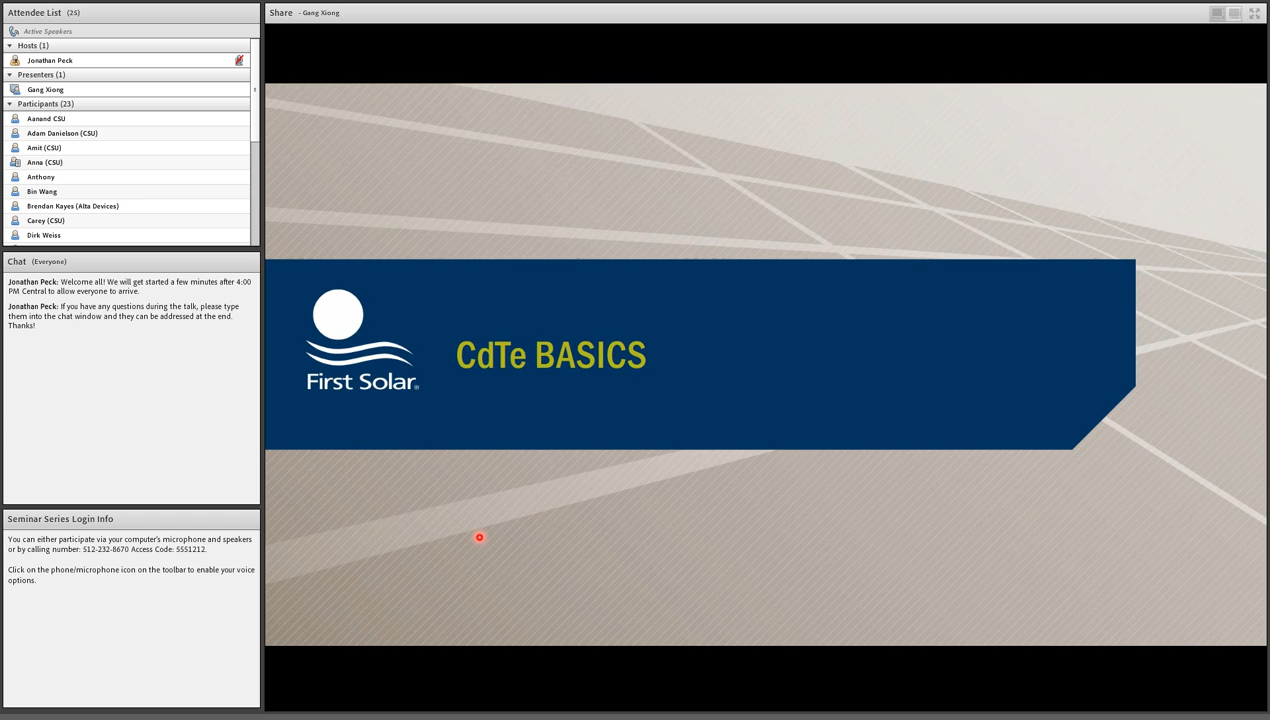 Attendee List (25)
Active Speakers
Hosts (1)
Jonathan Peck
Presenters (1)
Gang Xiong
Participants (23)
Aanand CSU
Adam Danielson (CSU)
Amit (CSU)
Anna (CSU)
Anthony
Bin Wang
Brendan Kayes (Alta Devices)
Carey (CSU)
Dirk Weiss
Chat (Everyone)
Jonathan Peck: Welcome all! We will get started a few minutes after 4:00
PM Central to allow everyone to arrive.
Jonathan Peck: If you have any questions during the talk, please type
them into the chat window and they can be addressed at the end.
Thanks!
Seminar Series Login Info
You can either participate via your computer's microphone and speakers
or by calling number: 512-232-8670 Access Code: 5551212.
Click on the phone/microphone icon on the toolbar to enable your voice
options.
Share - Gang Xiong
First Solar®
CdTe BASICS